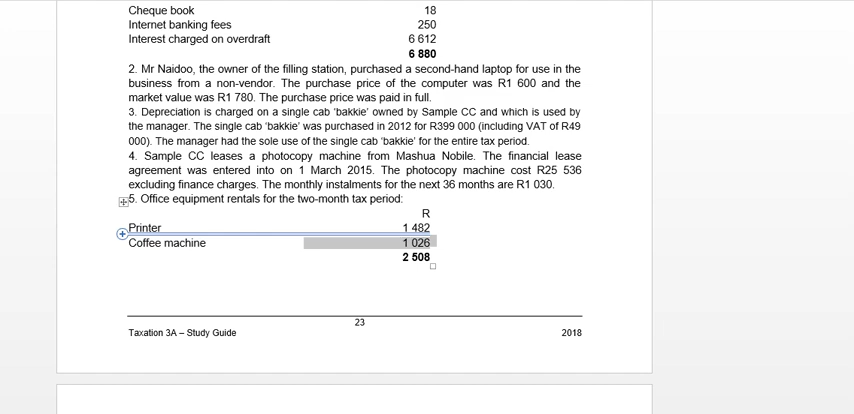 Cheque book 18
Internet banking fees 250
Interest charged on overdraft 6 612
6 880
2. Mr Naidoo, the owner of the filling station, purchased a second-hand laptop for use in the
business from a non-vendor. The purchase price of the computer was R1 600 and the
market value was R1 780. The purchase price was paid in full.
3. Depreciation is charged on a single cab 'bakkie' owned by Sample CC and which is used by
the manager. The single cab 'bakkie' was purchased in 2012 for R399 000 (including VAT of R49
000). The manager had the sole use of the single cab 'bakkie' for the entire tax period.
4. Sample CC leases a photocopy machine from Mashua Nobile. The financial lease
agreement was entered into on 1 March 2015. The photocopy machine cost R25 536
excluding finance charges. The monthly instalments for the next 36 months are R1 030.
5. Office equipment rentals for the two-month tax period:
R
Printer 1 482
Coffee machine 1 026
2 508
23
Taxation 3A – Study Guide 2018